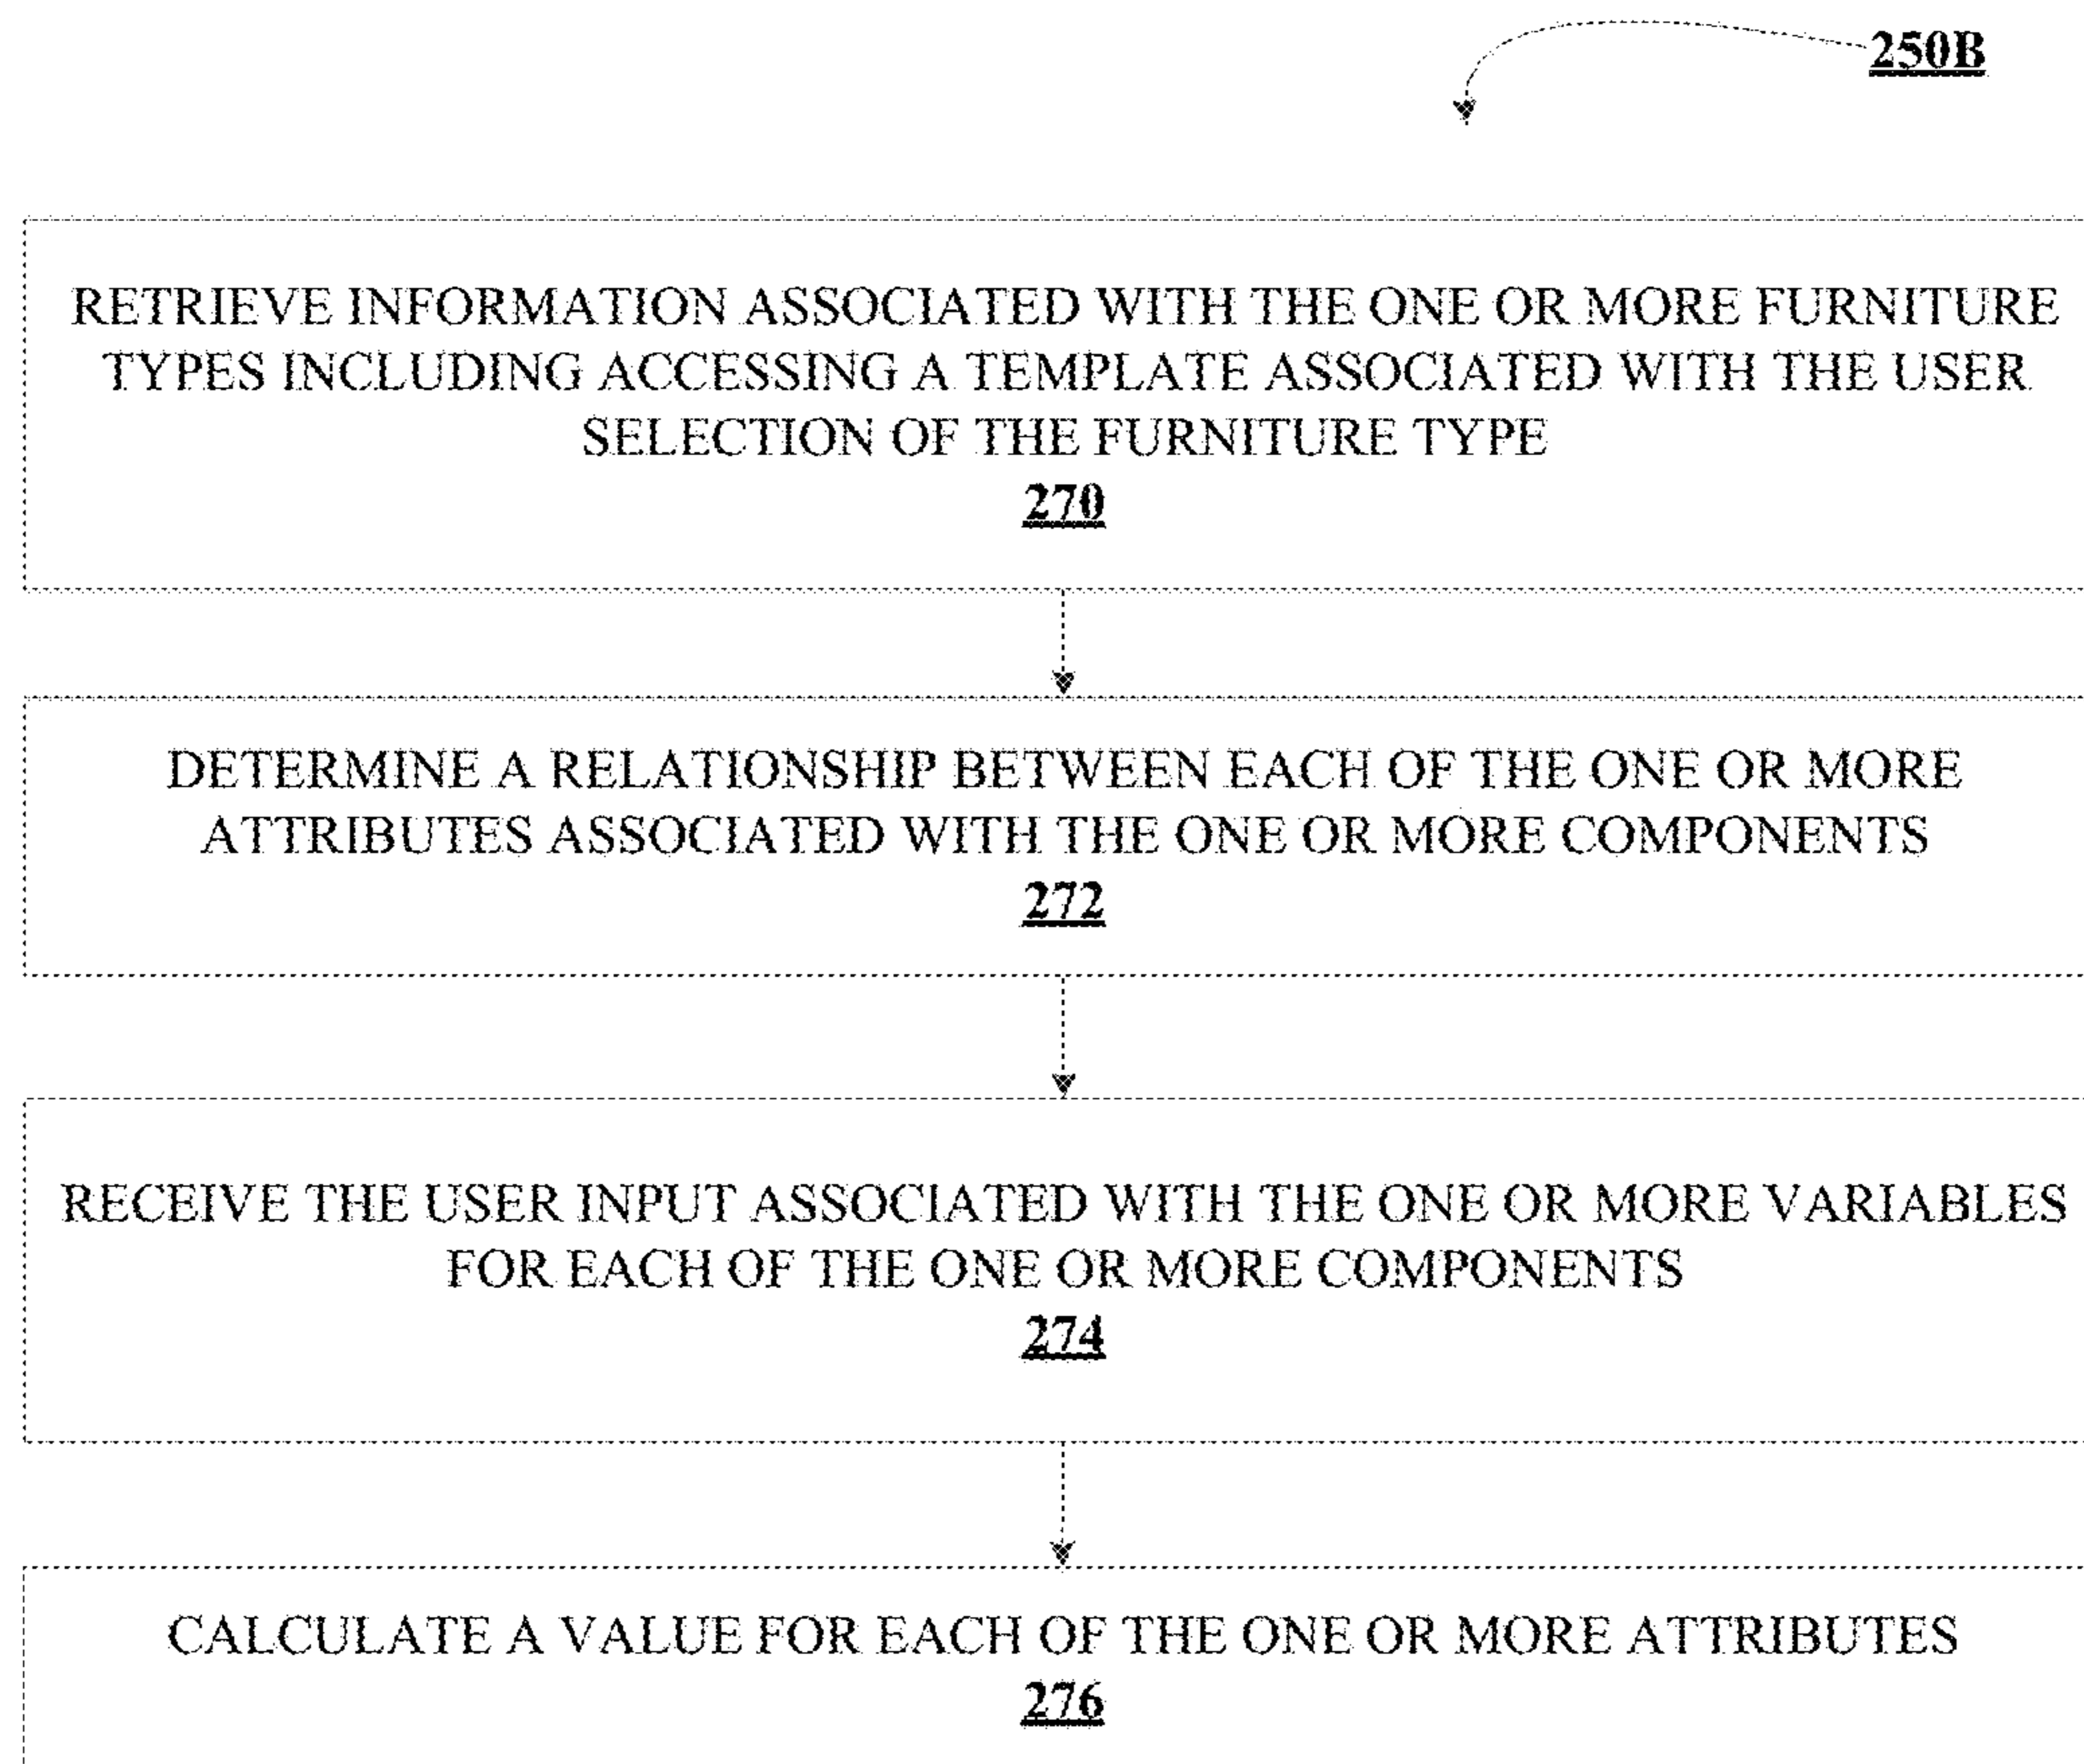 250B
RETRIEVE INFORMATION ASSOCIATED WITH THE ONE OR MORE FURNITURE
TYPES INCLUDING ACCESSING A TEMPLATE ASSOCIATED WITH THE USER
SELECTION OF THE FURNITURE TYPE
270
DETERMINE A RELATIONSHIP BETWEEN EACH OF THE ONE OR MORE
ATTRIBUTES ASSOCIATED WITH THE ONE OR MORE COMPONENTS
272
RECEIVE THE USER INPUT ASSOCIATED WITH THE ONE OR MORE VARIABLES
FOR EACH OF THE ONE OR MORE COMPONENTS
274
CALCULATE A VALUE FOR EACH OF THE ONE OR MORE ATTRIBUTES
276